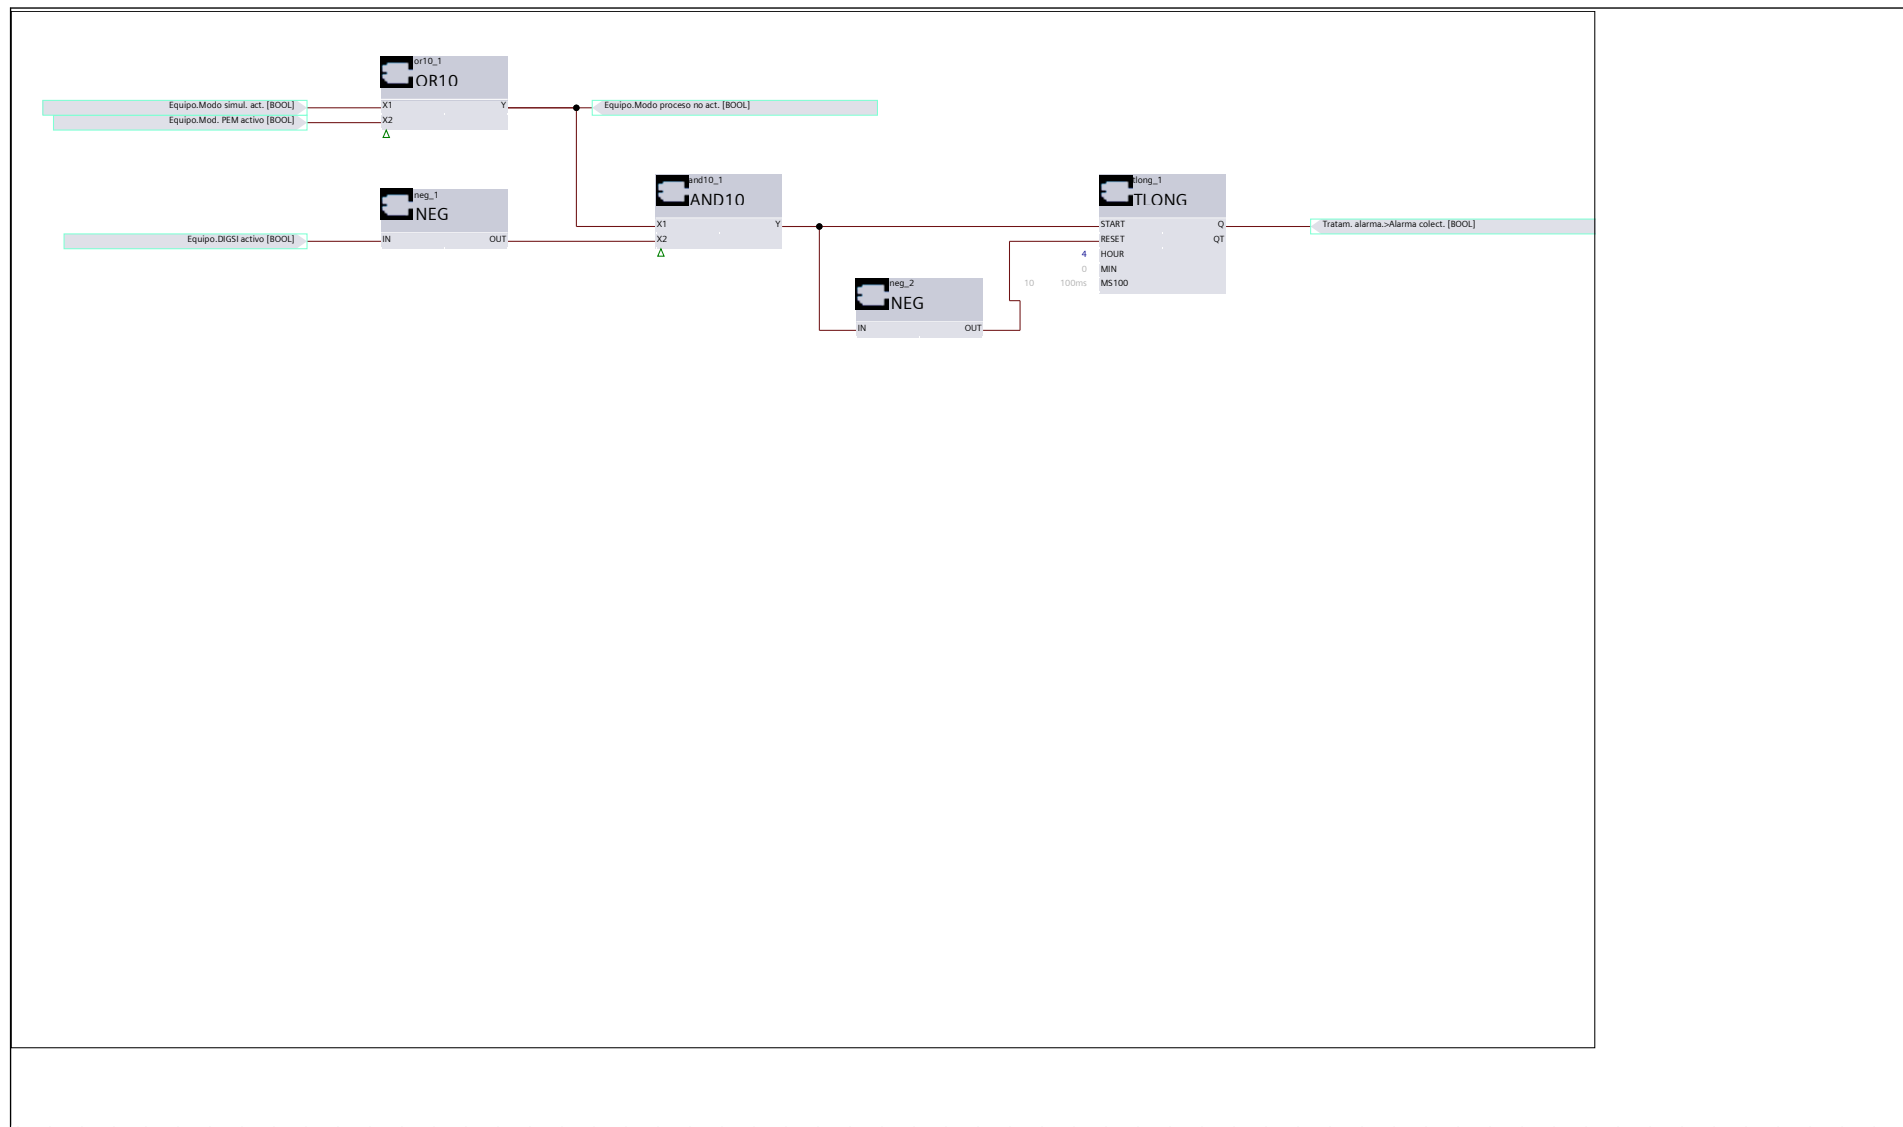 or10_1
OR10
Equipo.Modo simul. act. [BOOL] X1 Y Equipo.Modo proceso no act. [BOOL]
Equipo.Mod. PEM activo [BOOL] X2
neg_1
NEG
Equipo.DIGSI activo [BOOL] IN OUT
and10_1
AND10
X1 Y
X2
neg_2
NEG
IN OUT
tlong_1
TLONG
START Q Tratam. alarma.>Alarma colect. [BOOL]
RESET QT
4 HOUR
0 MIN
10 100ms MS100